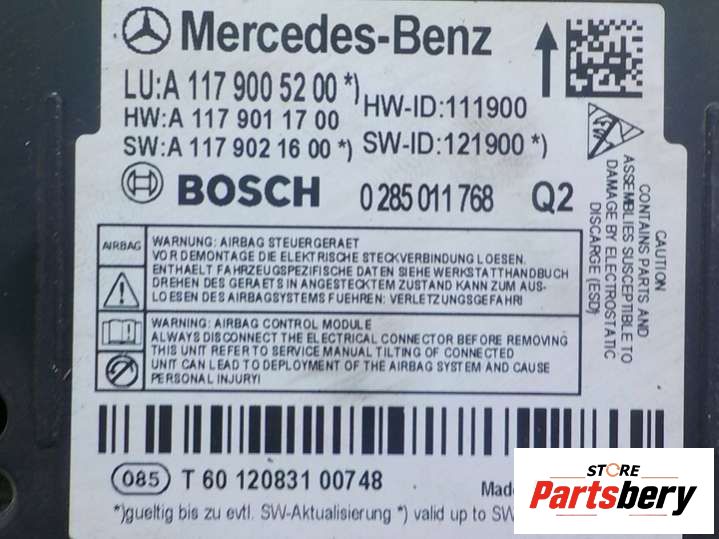 Mercedes-Benz
LU:A 117 900 52 00 *)
HW:A 117 901 17 00
SW:A 117 902 16 00 *)
HW-ID:111900
SW-ID:121900 *)
BOSCH 0 285 011 768 Q2
CAUTION
CONTAINS PARTS AND
ASSEMBLIES SUSCEPTIBLE TO
DAMAGE BY ELECTROSTATIC
DISCARGE (ESD)
AIRBAG
WARNUNG: AIRBAG STEUERGERAET
VOR DEMONTAGE DIE ELEKTRISCHE STECKVERBINDUNG LOESEN.
ENTHAELT FAHRZEUGSPEZIFISCHE DATEN SIEHE WERKSTATTHANDBUCH
DREHEN DES GERAETS IN ANGESTECKTEM ZUSTAND KANN ZUM AUS-
LOESEN DES AIRBAGSYSTEMS FUEHREN: VERLETZUNGSGEFAHR!
WARNING: AIRBAG CONTROL MODULE
ALWAYS DISCONNECT THE ELECTRICAL CONNECTOR BEFORE REMOVING
THIS UNIT REFER TO SERVICE MANUAL TILTING OF CONNECTED
UNIT CAN LEAD TO DEPLOYMENT OF THE AIRBAG SYSTEM AND CAUSE
PERSONAL INJURY!
085 T 60 120831 00748
Made
*)gueltig bis zu evtl. SW-Aktualisierung *) valid up to SW
STORE
Partsbery